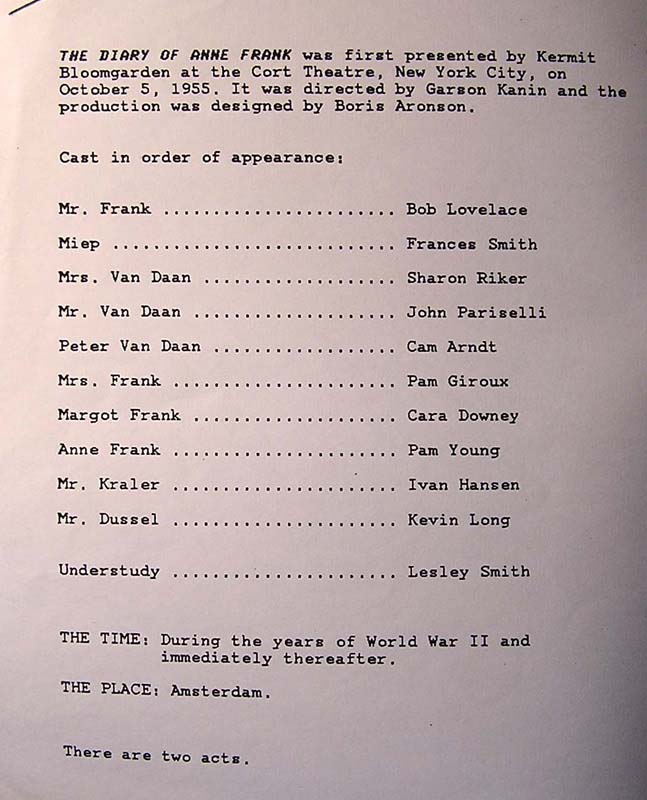 THE DIARY OF ANNE FRANK was first presented by Kermit
Bloomgarden at the Cort Theatre, New York City, on
October 5, 1955. It was directed by Garson Kanin and the
production was designed by Boris Aronson.
Cast in order of appearance:
Mr. Frank ....................... Bob Lovelace
Miep ............................ Frances Smith
Mrs. Van Daan ................... Sharon Riker
Mr. Van Daan .................... John Pariselli
Peter Van Daan .................. Cam Arndt
Mrs. Frank ...................... Pam Giroux
Margot Frank .................... Cara Downey
Anne Frank ...................... Pam Young
Mr. Kraler ...................... Ivan Hansen
Mr. Dussel ...................... Kevin Long
Understudy ...................... Lesley Smith
THE TIME: During the years of World War II and
immediately thereafter.
THE PLACE: Amsterdam.
There are two acts.